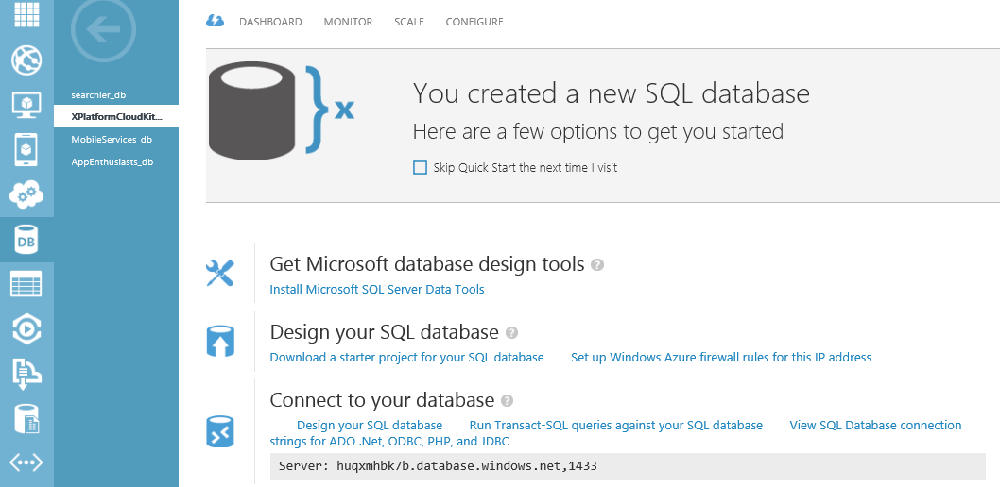 DASHBOARD MONITOR SCALE CONFIGURE
searchler_db
XPlatformCloudKit...
MobileServices_db
AppEnthusiasts_db
DB
x
You created a new SQL database
Here are a few options to get you started
Skip Quick Start the next time I visit
Get Microsoft database design tools ?
Install Microsoft SQL Server Data Tools
Design your SQL database ?
Download a starter project for your SQL database Set up Windows Azure firewall rules for this IP address
Connect to your database ?
Design your SQL database Run Transact-SQL queries against your SQL database View SQL Database connection
strings for ADO .Net, ODBC, PHP, and JDBC
Server: huqxmhbk7b.database.windows.net,1433